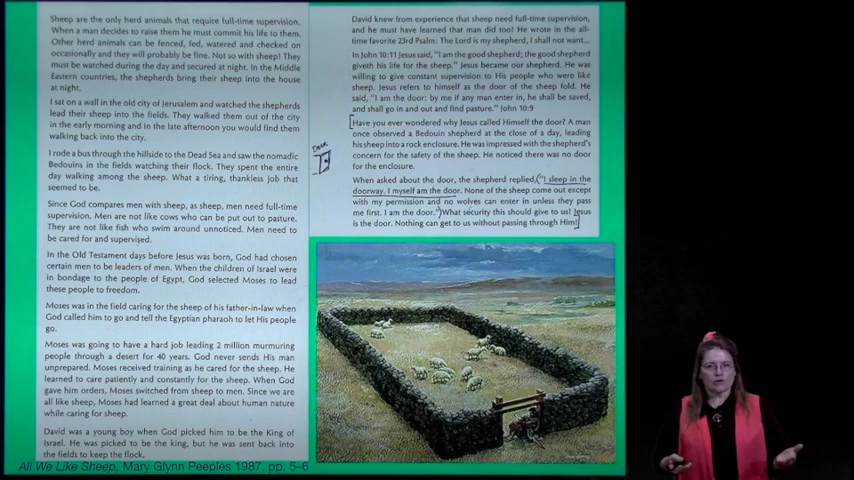 Sheep are the only herd animals that require full-time supervision.
When a man decides to raise them he must commit his life to them.
Other herd animals can be fenced, fed, watered and checked on
occasionally and they will probably be fine. Not so with sheep! They
must be watched during the day and secured at night. In the Middle
Eastern countries, the shepherds bring their sheep into the house
at night.
I sat on a wall in the old city of Jerusalem and watched the shepherds
lead their sheep into the fields. They walked them out of the city
in the early morning and in the late afternoon you would find them
walking back into the city.
I rode a bus through the hillside to the Dead Sea and saw the nomadic
Bedouins in the fields watching their flock. They spent the entire
day walking among the sheep. What a tiring, thankless job that
seemed to be.
Since God compares men with sheep, as sheep, men need full-time
supervision. Men are not like cows who can be put out to pasture.
They are not like fish who swim around unnoticed. Men need to
be cared for and supervised.
In the Old Testament days before Jesus was born, God had chosen
certain men to be leaders of men. When the children of Israel were
in bondage to the people of Egypt, God selected Moses to lead
these people to freedom.
Moses was in the field caring for the sheep of his father-in-law when
God called him to go and tell the Egyptian pharaoh to let His people
go.
Moses was going to have a hard job leading 2 million murmuring
people through a desert for 40 years. God never sends His man
unprepared. Moses received training as he cared for the sheep. He
learned to care patiently and constantly for the sheep. When God
gave him orders, Moses switched from sheep to men. Since we are
all like sheep, Moses had learned a great deal about human nature
while caring for sheep.
David was a young boy when God picked him to be the King of
Israel. He was picked to be the king, but he was sent back into
the fields to keep the flock.
All We Like Sheep, Mary Glynn Peeples 1987, pp. 5–6
David knew from experience that sheep need full-time supervision,
and he must have learned that man did too! He wrote in the all-
time favorite 23rd Psalm: The Lord is my shepherd, I shall not want...
In John 10:11 Jesus said, "I am the good shepherd; the good shepherd
giveth his life for the sheep." Jesus became our shepherd. He was
willing to give constant supervision to His people who were like
sheep. Jesus refers to himself as the door of the sheep fold. He
said, "I am the door: by me if any man enter in, he shall be saved,
and shall go in and out and find pasture." John 10:9
[Have you ever wondered why Jesus called Himself the door? A man
once observed a Bedouin shepherd at the close of a day, leading
his sheep into a rock enclosure. He was impressed with the shepherd's
concern for the safety of the sheep. He noticed there was no door
for the enclosure.
Door
When asked about the door, the shepherd replied, ("I sleep in the
doorway. I myself am the door. None of the sheep come out except
with my permission and no wolves can enter in unless they pass
me first. I am the door.") What security this should give to us! Jesus
is the door. Nothing can get to us without passing through Him!]